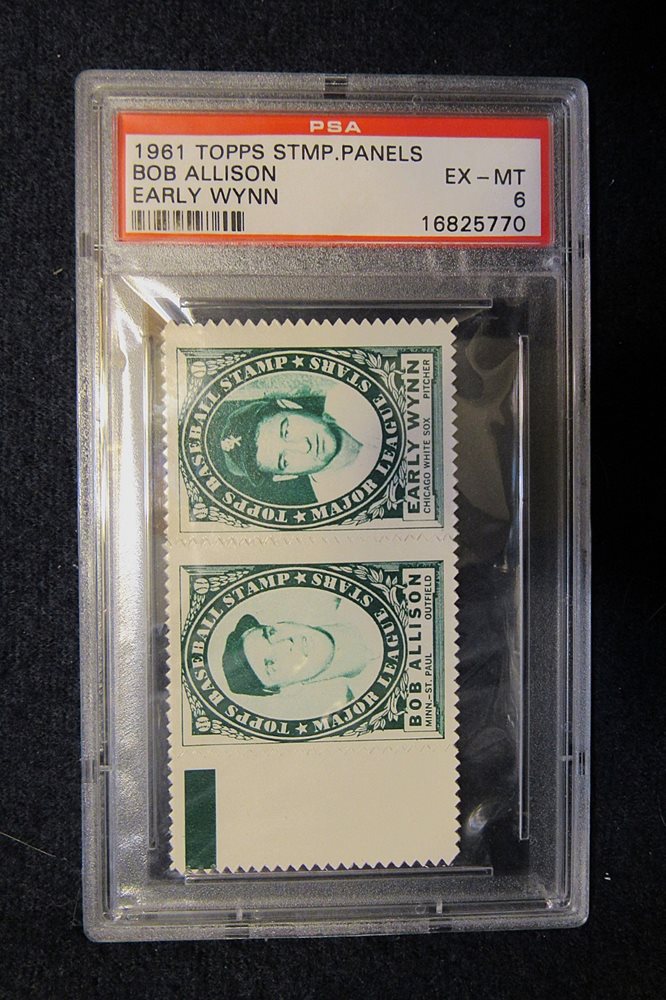 PSA
1961 TOPPS STMP.PANELS
BOB ALLISON EX-MT
EARLY WYNN 6
16825770
TOPPS BASEBALL STAMP ★ MAJOR LEAGUE STARS ★
EARLY WYNN
CHICAGO WHITE SOX PITCHER
TOPPS BASEBALL STAMP ★ MAJOR LEAGUE STARS ★
BOB ALLISON
MINN.-ST. PAUL OUTFIELD